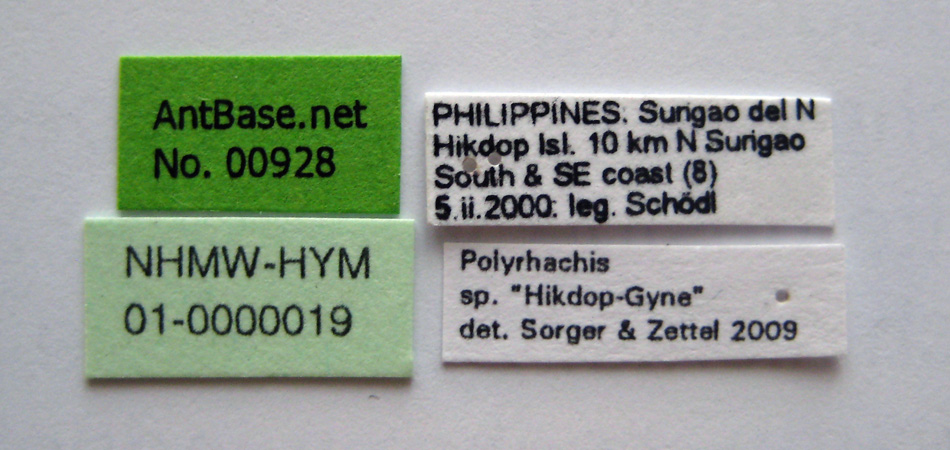 AntBase.net
No. 00928
NHMW-HYM
01-0000019
PHILIPPINES. Surigao del N
Hikdop Isl. 10 km N Surigao
South & SE coast (8)
5.ii.2000. leg. Schödl
Polyrhachis
sp. "Hikdop-Gyne"
det. Sorger & Zettel 2009